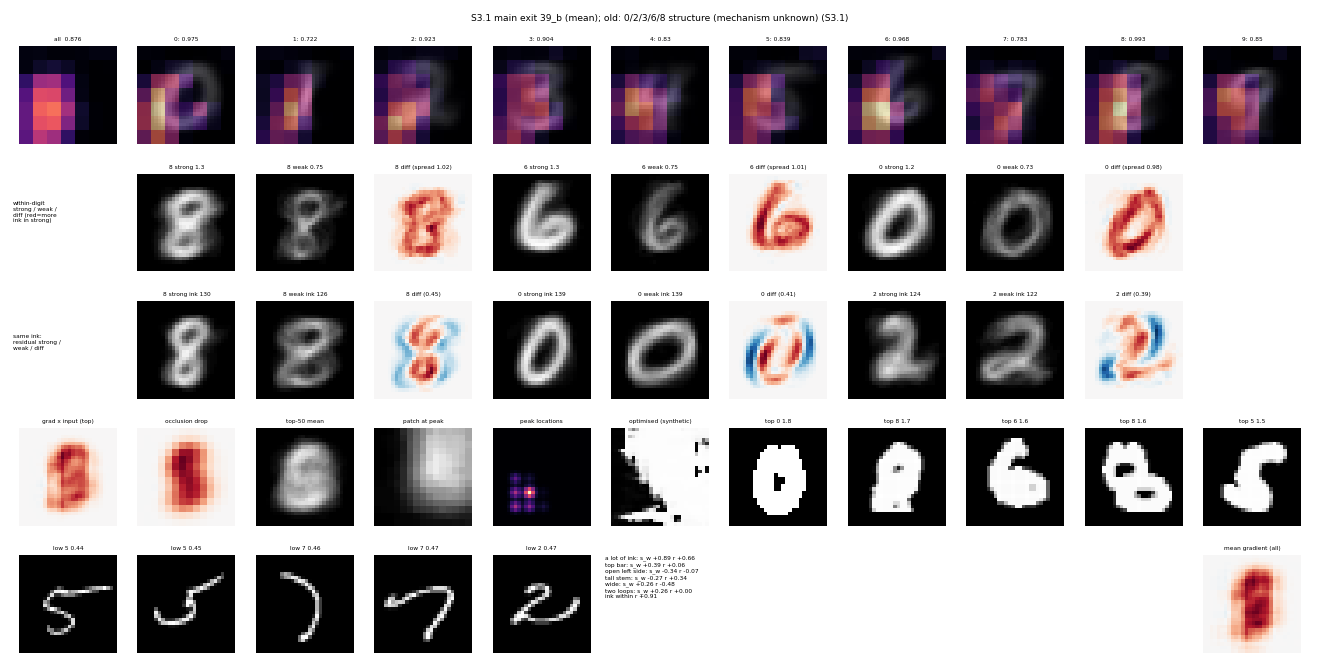 S3.1 main exit 39_b (mean); old: 0/2/3/6/8 structure (mechanism unknown) (S3.1)
all 0.876 0: 0.975 1: 0.722 2: 0.923 3: 0.904 4: 0.83 5: 0.839 6: 0.968 7: 0.783 8: 0.993 9: 0.85
8 strong 1.3 8 weak 0.75 8 diff (spread 1.02) 6 strong 1.3 6 weak 0.75 6 diff (spread 1.01) 0 strong 1.2 0 weak 0.73 0 diff (spread 0.98)
within-digit
strong / weak /
diff (red=more
ink in strong)
8 strong ink 130 8 weak ink 126 8 diff (0.45) 0 strong ink 139 0 weak ink 139 0 diff (0.41) 2 strong ink 124 2 weak ink 122 2 diff (0.39)
same ink:
residual strong /
weak / diff
grad x input (top) occlusion drop top-50 mean patch at peak peak locations optimised (synthetic) top 0 1.8 top 8 1.7 top 6 1.6 top 8 1.6 top 5 1.5
low 5 0.44 low 5 0.45 low 7 0.46 low 7 0.47 low 2 0.47 mean gradient (all)
a lot of ink: s_w +0.89 r +0.66
top bar: s_w +0.39 r +0.06
open left side: s_w -0.34 r -0.07
tall stem: s_w -0.27 r +0.34
wide: s_w +0.26 r -0.48
two loops: s_w +0.26 r +0.00
ink within r +0.91